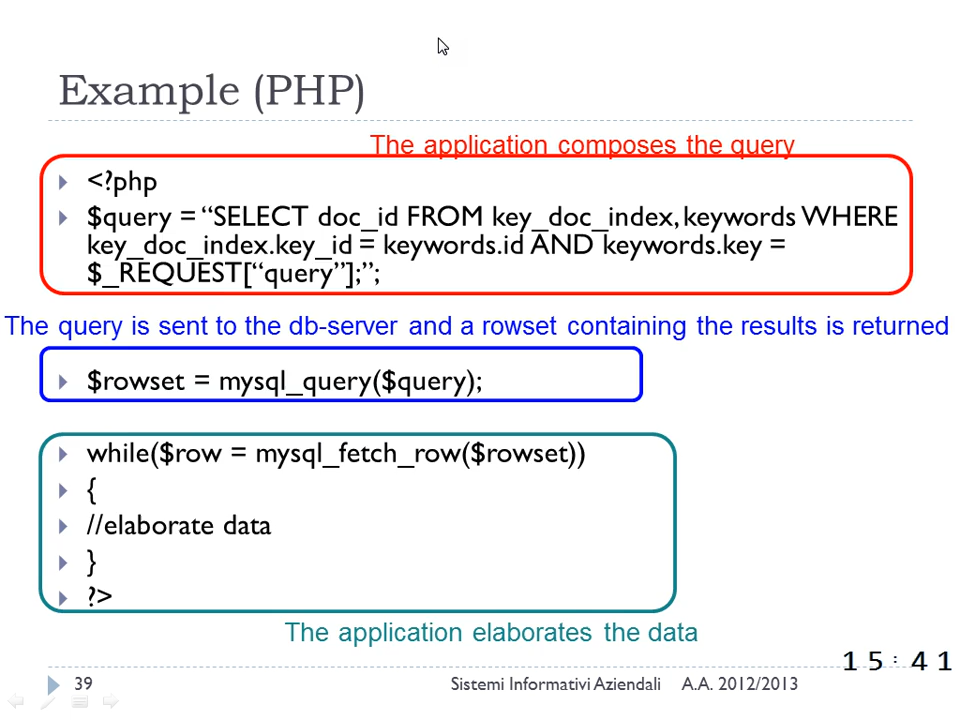 Example (PHP)
The application composes the query
<?php
$query = “SELECT doc_id FROM key_doc_index, keywords WHERE
key_doc_index.key_id = keywords.id AND keywords.key =
$_REQUEST[“query”];”;
The query is sent to the db-server and a rowset containing the results is returned
$rowset = mysql_query($query);
while($row = mysql_fetch_row($rowset))
{
//elaborate data
}
?>
The application elaborates the data
15:41
39 Sistemi Informativi Aziendali A.A. 2012/2013